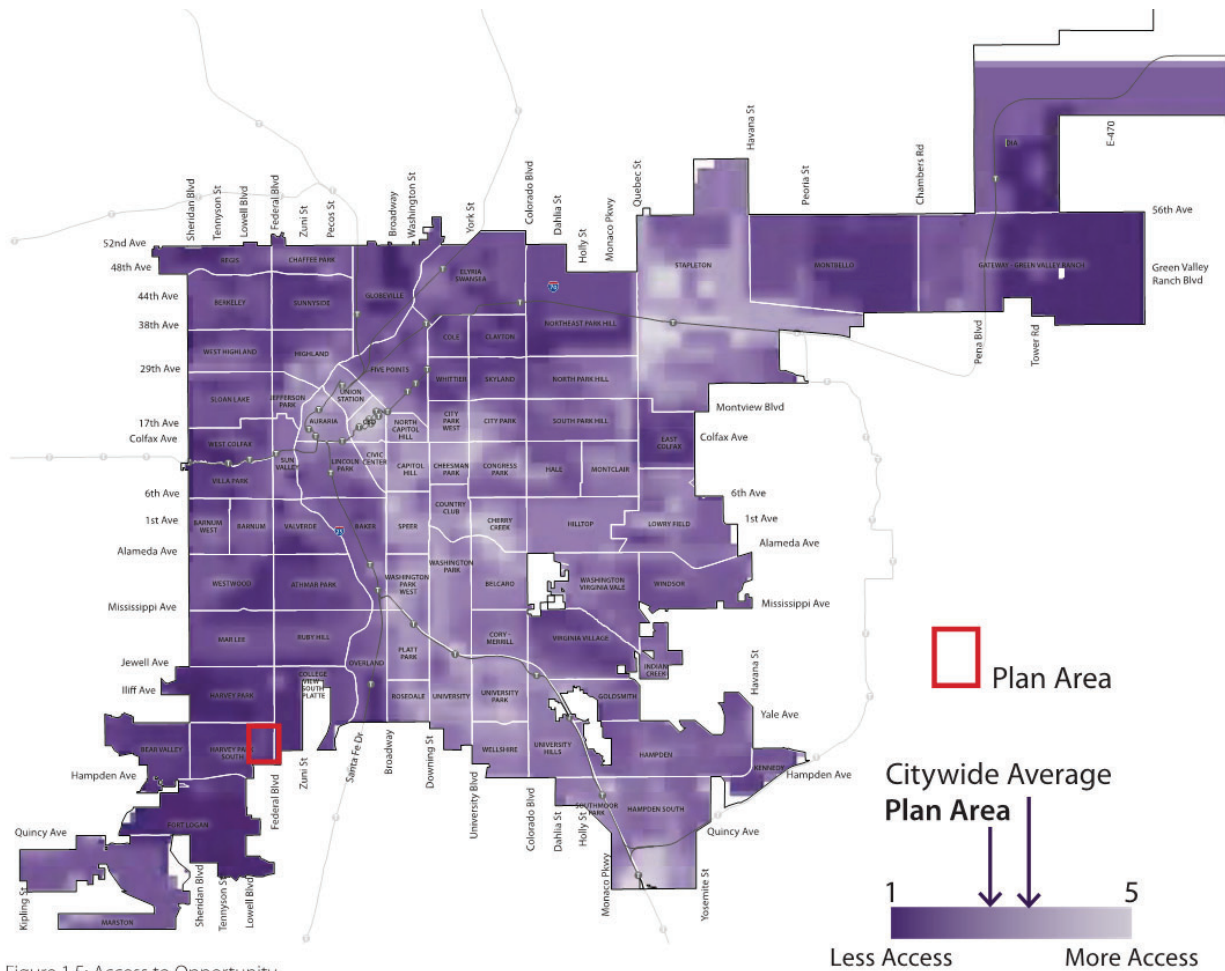 Havana St
E-470
DIA
Sheridan Blvd
Tennyson St
Lowell Blvd
Federal Blvd
Zuni St
Pecos St
Broadway
Washington St
York St
Colorado Blvd
Dahlia St
Holly St
Monaco Pkwy
Quebec St
Peoria St
Chambers Rd
56th Ave
52nd Ave
48th Ave
44th Ave
38th Ave
29th Ave
17th Ave
Colfax Ave
6th Ave
1st Ave
Alameda Ave
Mississippi Ave
Jewell Ave
Iliff Ave
Hampden Ave
Quincy Ave
REGIS
CHAFFEE PARK
GLOBEVILLE
ELYRIA
SWANSEA
70
STAPLETON
MONTBELLO
GATEWAY - GREEN VALLEY RANCH
Green Valley
Ranch Blvd
BERKELEY
SUNNYSIDE
NORTHEAST PARK HILL
COLE
CLAYTON
WEST HIGHLAND
HIGHLAND
FIVE POINTS
WHITTIER
SKYLAND
NORTH PARK HILL
Pena Blvd
Tower Rd
SLOAN LAKE
JEFFERSON
PARK
UNION
STATION
AURARIA
CBD
NORTH
CAPITOL
HILL
CITY
PARK
WEST
CITY PARK
SOUTH PARK HILL
Montview Blvd
WEST COLFAX
SUN
VALLEY
LINCOLN
PARK
CIVIC
CENTER
CAPITOL
HILL
CHEESMAN
PARK
CONGRESS
PARK
HALE
MONTCLAIR
EAST
COLFAX
Colfax Ave
VILLA PARK
6th Ave
BARNUM
WEST
BARNUM
VALVERDE
25
BAKER
SPEER
COUNTRY
CLUB
CHERRY
CREEK
HILLTOP
LOWRY FIELD
1st Ave
Alameda Ave
WESTWOOD
ATHMAR PARK
WASHINGTON
PARK
WEST
WASHINGTON
PARK
BELCARO
WASHINGTON
VIRGINIA VALE
WINDSOR
Mississippi Ave
MAR LEE
RUBY HILL
OVERLAND
PLATT
PARK
CORY -
MERRILL
VIRGINIA VILLAGE
INDIAN
CREEK
HARVEY PARK
COLLEGE
VIEW
SOUTH
PLATTE
ROSEDALE
UNIVERSITY
UNIVERSITY
PARK
GOLDSMITH
Havana St
Yale Ave
BEAR VALLEY
HARVEY PARK
SOUTH
WELLSHIRE
UNIVERSITY
HILLS
HAMPDEN
KENNEDY
Hampden Ave
Federal Blvd
Zuni St
Santa Fe Dr
Broadway
Downing St
University Blvd
Colorado Blvd
Dahlia St
Holly St
SOUTHMOOR
PARK
HAMPDEN SOUTH
Quincy Ave
FORT LOGAN
MARSTON
Kipling St
Sheridan Blvd
Tennyson St
Lowell Blvd
Monaco Pkwy
Yosemite St
Plan Area
Citywide Average
Plan Area
1
5
Less Access
More Access
Figure 1.5: Access to Opportunity